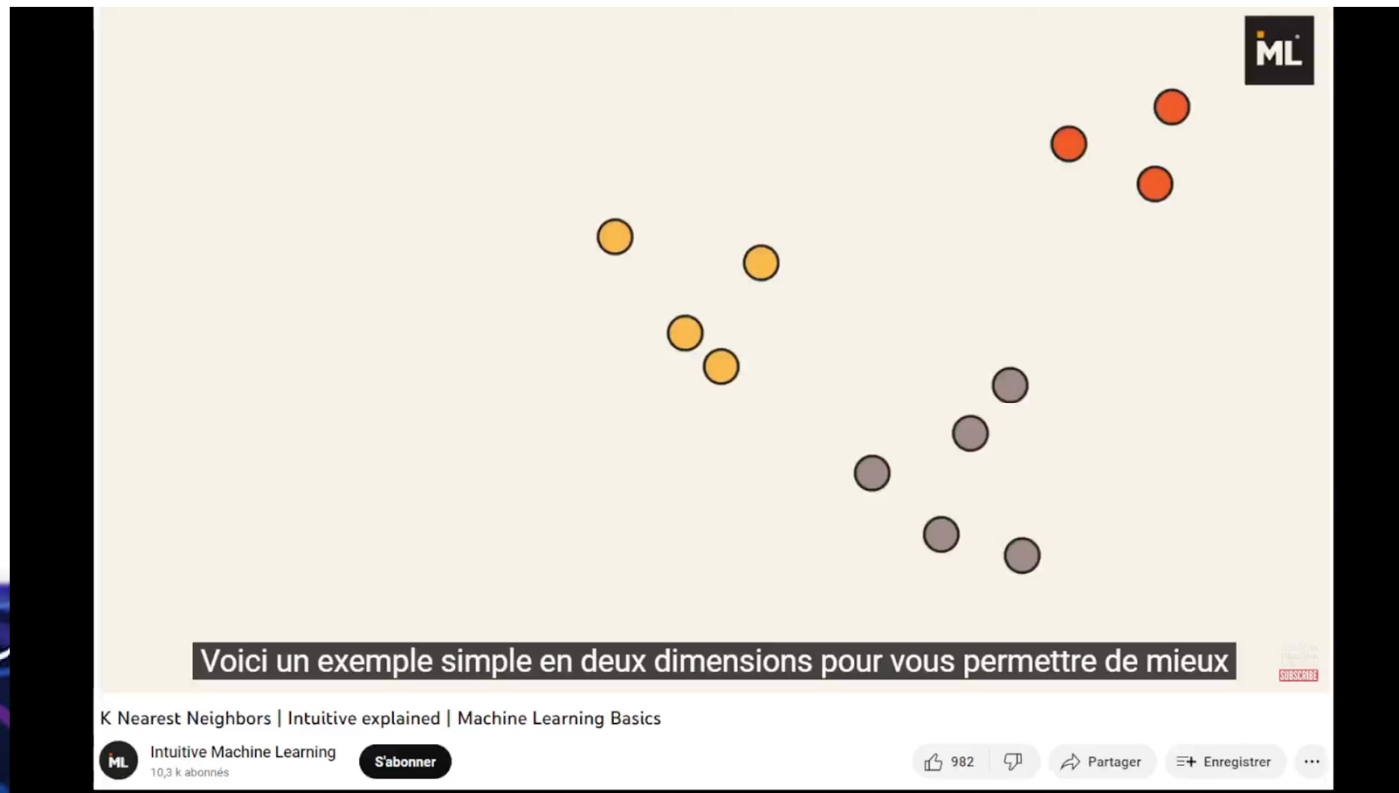 ML
Voici un exemple simple en deux dimensions pour vous permettre de mieux
SUBSCRIBE
K Nearest Neighbors | Intuitive explained | Machine Learning Basics
ML
Intuitive Machine Learning
10,3 k abonnés
S'abonner
982
Partager
Enregistrer